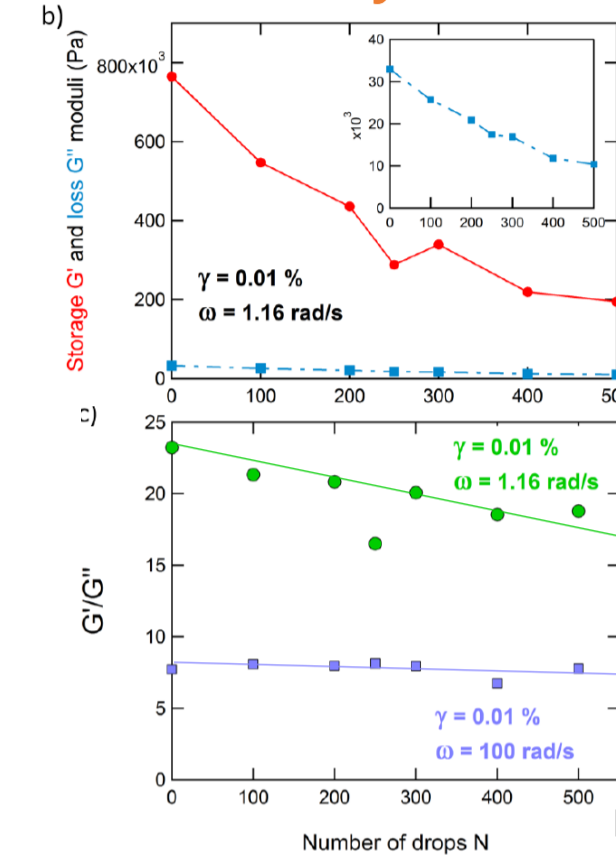 b)
Storage G' and loss G'' moduli (Pa)
800x10³
600
400
200
0
γ = 0.01 %
ω = 1.16 rad/s
0 100 200 300 400
x10³
40
30
20
10
0
0 100 200 300 400 500
c)
G'/G''
25
20
15
10
5
0
γ = 0.01 %
ω = 1.16 rad/s
γ = 0.01 %
ω = 100 rad/s
0 100 200 300 400 500
Number of drops N